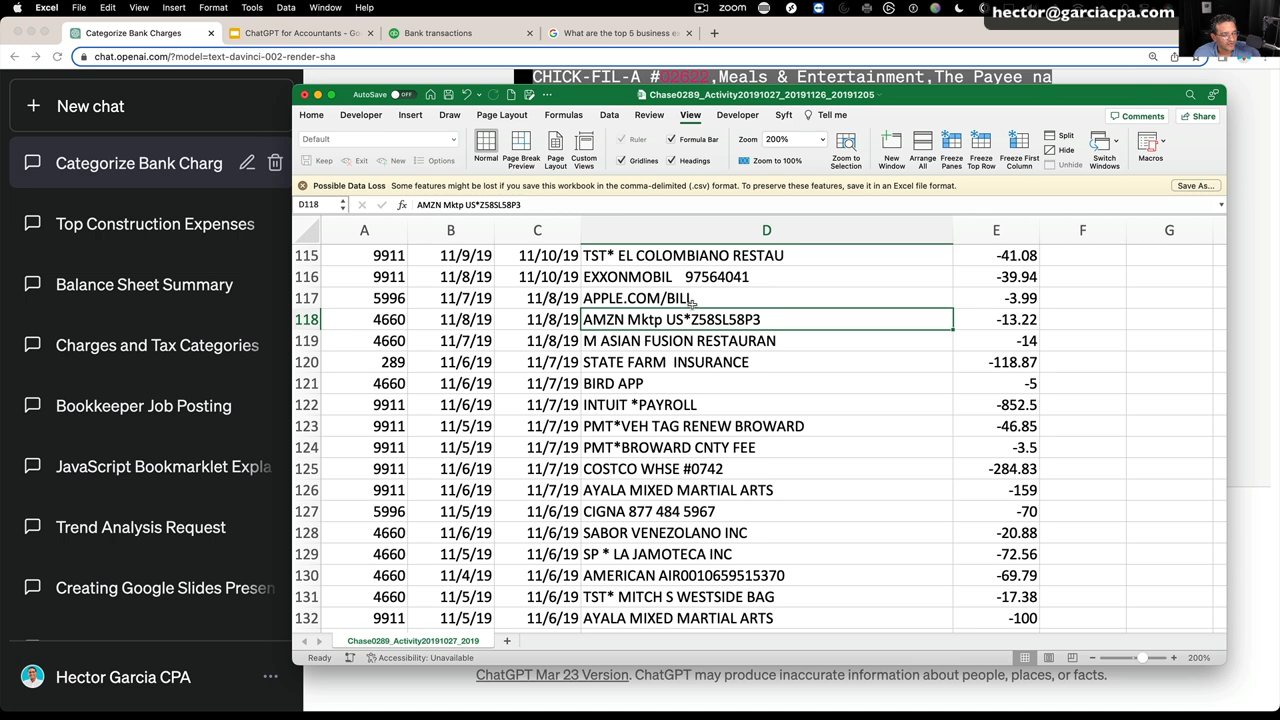 Excel File Edit View Insert Format Tools Data Window Help zoom
hector@garciacpa.com
Categorize Bank Charges
ChatGPT for Accountants - Go
Bank transactions
What are the top 5 business e
chat.openai.com/?model=text-davinci-002-render-sha
New chat
Categorize Bank Charg
Top Construction Expenses
Balance Sheet Summary
Charges and Tax Categories
Bookkeeper Job Posting
JavaScript Bookmarklet Expla
Trend Analysis Request
Creating Google Slides Presen
Hector Garcia CPA
CHICK-FIL-A #02622,Meals & Entertainment,The Payee na
AutoSave OFF
Chase0289_Activity20191027_20191126_20191205
Home Developer Insert Draw Page Layout Formulas Data Review View Developer Syft Tell me
Comments Share
Default
Keep Exit New Options
Normal Page Break Preview Page Layout Custom Views
Ruler Formula Bar
Gridlines Headings
Zoom 200%
Zoom to 100%
Zoom to Selection
New Window Arrange All Freeze Panes Freeze Top Row Freeze First Column
Split
Hide
Unhide
Switch Windows Macros
Possible Data Loss Some features might be lost if you save this workbook in the comma-delimited (.csv) format. To preserve these features, save it in an Excel file format. Save As...
D118 fx AMZN Mktp US*Z58SL58P3
A B C D E F G
115 9911 11/9/19 11/10/19 TST* EL COLOMBIANO RESTAU -41.08
116 9911 11/8/19 11/10/19 EXXONMOBIL 97564041 -39.94
117 5996 11/7/19 11/8/19 APPLE.COM/BILL -3.99
118 4660 11/8/19 11/8/19 AMZN Mktp US*Z58SL58P3 -13.22
119 4660 11/7/19 11/8/19 M ASIAN FUSION RESTAURAN -14
120 289 11/6/19 11/7/19 STATE FARM INSURANCE -118.87
121 4660 11/6/19 11/7/19 BIRD APP -5
122 9911 11/6/19 11/7/19 INTUIT *PAYROLL -852.5
123 9911 11/5/19 11/7/19 PMT*VEH TAG RENEW BROWARD -46.85
124 9911 11/5/19 11/7/19 PMT*BROWARD CNTY FEE -3.5
125 9911 11/6/19 11/7/19 COSTCO WHSE #0742 -284.83
126 9911 11/6/19 11/7/19 AYALA MIXED MARTIAL ARTS -159
127 5996 11/5/19 11/6/19 CIGNA 877 484 5967 -70
128 4660 11/6/19 11/6/19 SABOR VENEZOLANO INC -20.88
129 4660 11/5/19 11/6/19 SP * LA JAMOTECA INC -72.56
130 4660 11/4/19 11/6/19 AMERICAN AIR0010659515370 -69.79
131 4660 11/5/19 11/6/19 TST* MITCH S WESTSIDE BAG -17.38
132 9911 11/5/19 11/6/19 AYALA MIXED MARTIAL ARTS -100
Chase0289_Activity20191027_2019
Ready Accessibility: Unavailable 200%
ChatGPT Mar 23 Version. ChatGPT may produce inaccurate information about people, places, or facts.